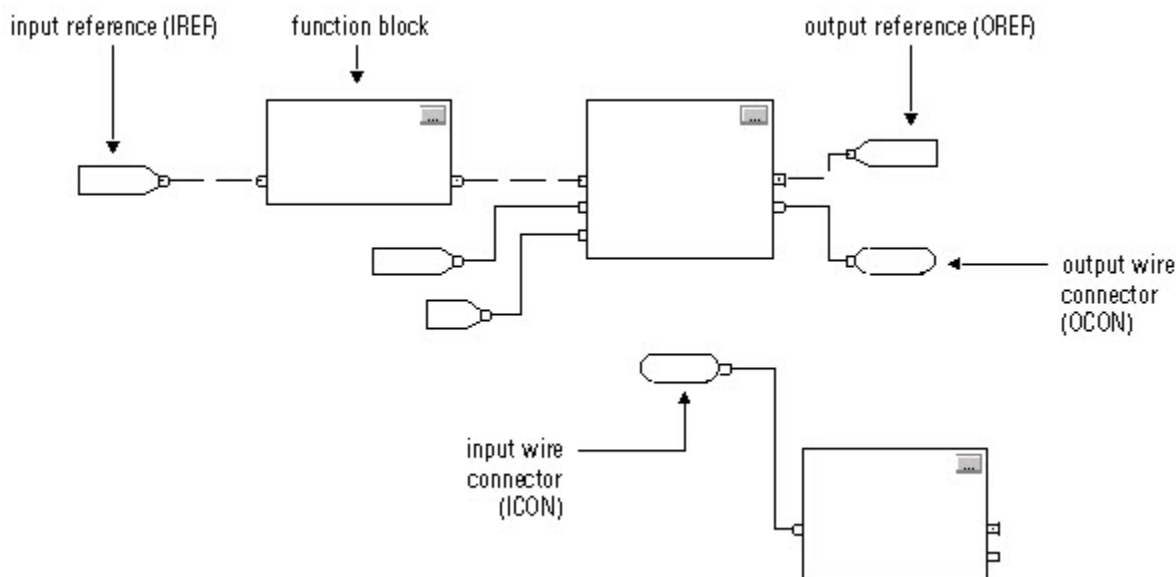 input reference (IREF)
function block
output reference (OREF)
...
...
output wire
connector
(OCON)
input wire
connector
(ICON)
...